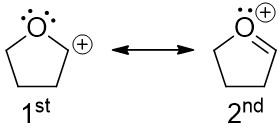 O +
O +
1st 2nd